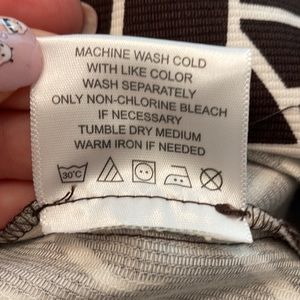 MACHINE WASH COLD
WITH LIKE COLOR
WASH SEPARATELY
ONLY NON-CHLORINE BLEACH
IF NECESSARY
TUMBLE DRY MEDIUM
WARM IRON IF NEEDED
30°C